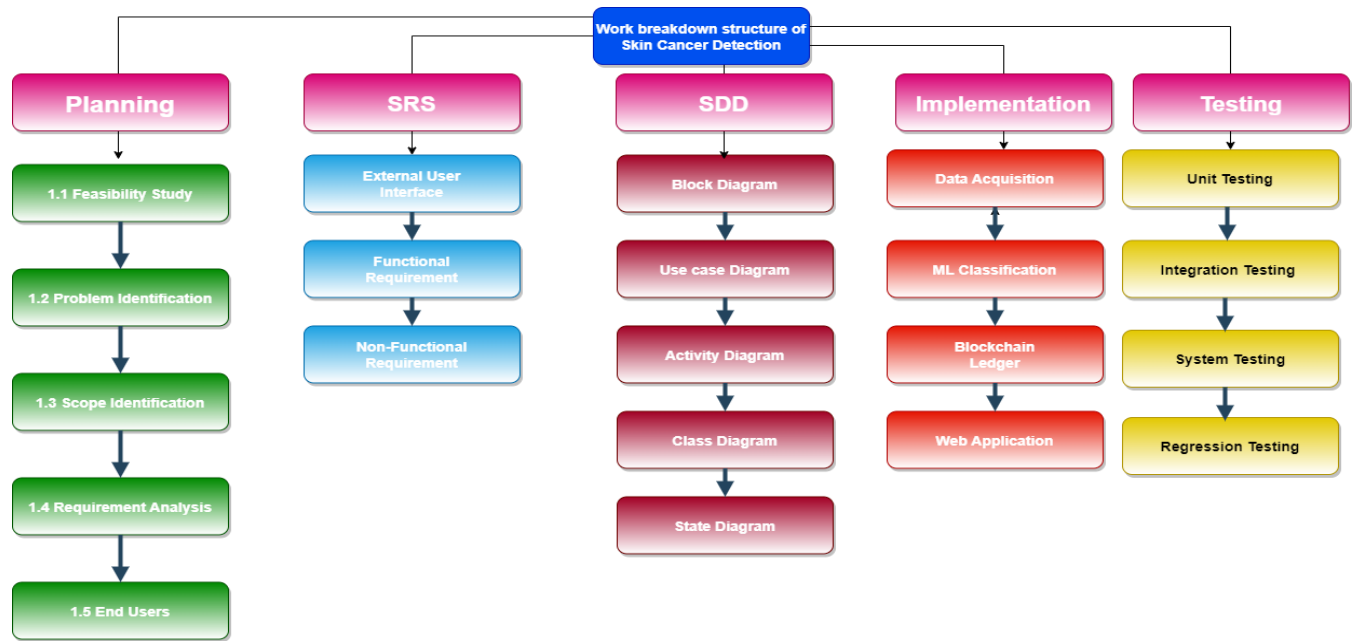 Work breakdown structure of
Skin Cancer Detection
Planning
SRS
SDD
Implementation
Testing
1.1 Feasibility Study
1.2 Problem Identification
1.3 Scope Identification
1.4 Requirement Analysis
1.5 End Users
External User
Interface
Functional
Requirement
Non-Functional
Requirement
Block Diagram
Use case Diagram
Activity Diagram
Class Diagram
State Diagram
Data Acquisition
ML Classification
Blockchain
Ledger
Web Application
Unit Testing
Integration Testing
System Testing
Regression Testing